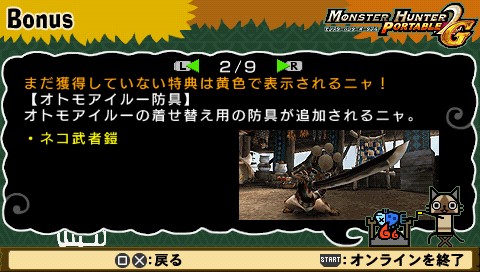 Bonus
MONSTER HUNTER
PORTABLE 2nd G
L 2/9 R
まだ獲得していない特典は黄色で表示されるニャ！
【オトモアイルー防具】
オトモアイルーの着せ替え用の防具が追加されるニャ。
・ネコ武者鎧
:戻る
START:オンラインを終了